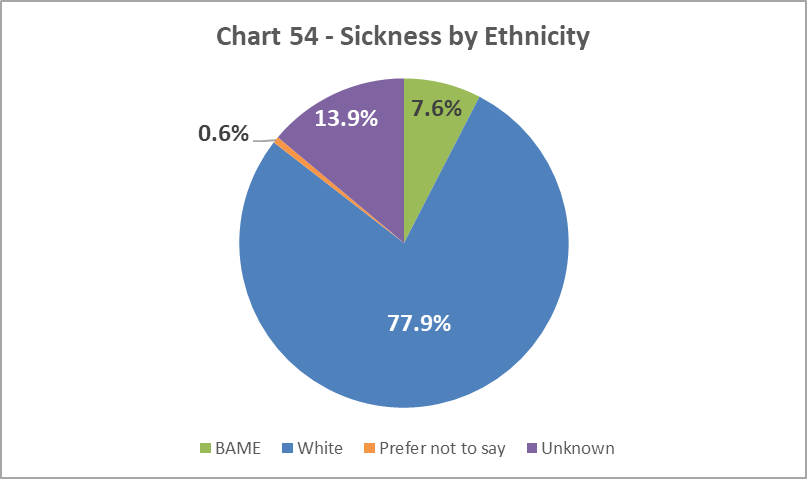 Chart 54 - Sickness by Ethnicity
7.6%
13.9%
0.6%
77.9%
BAME White Prefer not to say Unknown